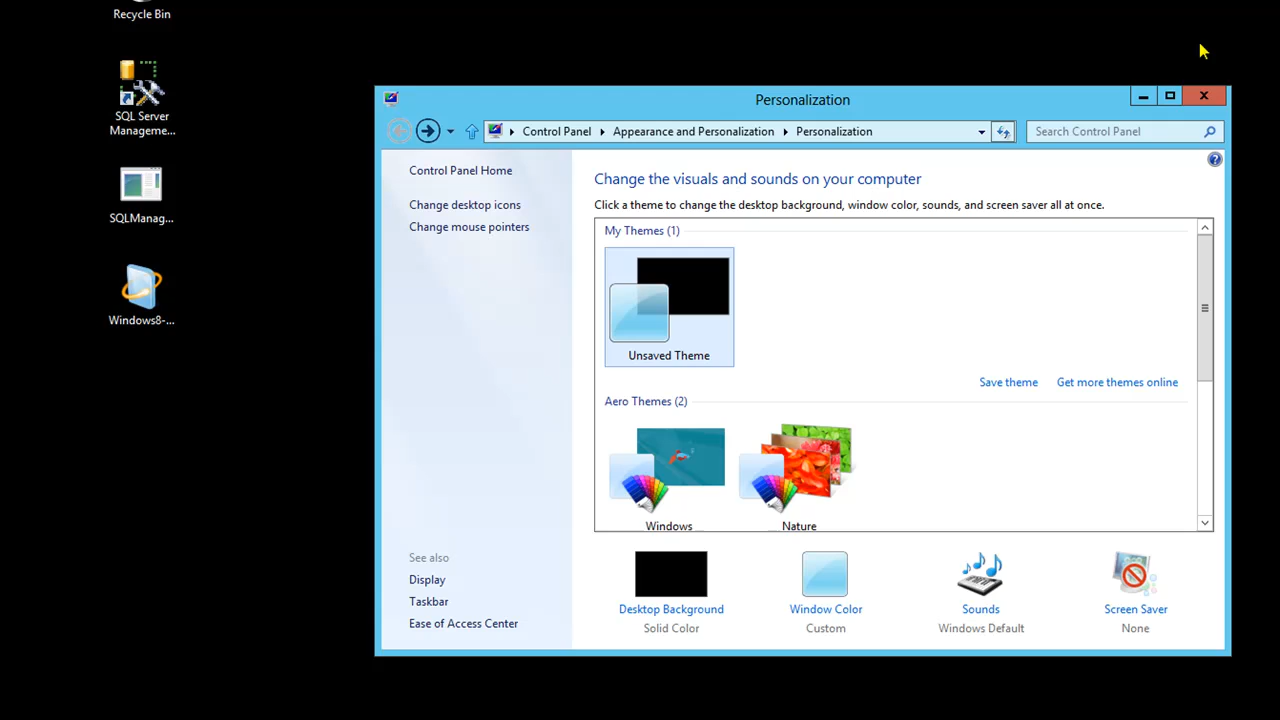 Recycle Bin
SQL Server
Manageme...
SQLManag...
Windows8-...
Personalization
Control Panel
Appearance and Personalization
Personalization
Search Control Panel
Control Panel Home
Change desktop icons
Change mouse pointers
See also
Display
Taskbar
Ease of Access Center
Change the visuals and sounds on your computer
Click a theme to change the desktop background, window color, sounds, and screen saver all at once.
My Themes (1)
Unsaved Theme
Save theme
Get more themes online
Aero Themes (2)
Windows
Nature
Desktop Background
Solid Color
Window Color
Custom
Sounds
Windows Default
Screen Saver
None